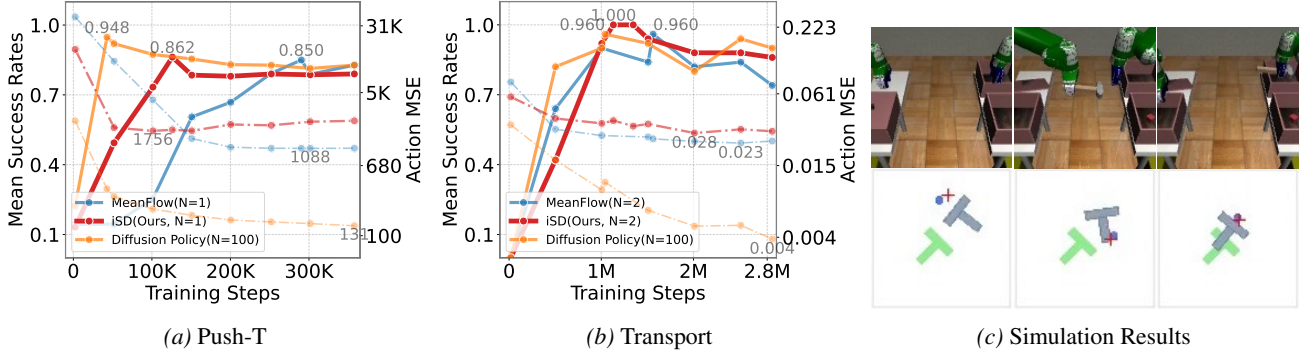 Mean Success Rates
1.0
0.7
0.4
0.1
0.948
0.862
0.850
1756
1088
131
31K
5K
680
100
Action MSE
MeanFlow(N=1)
iSD(Ours, N=1)
Diffusion Policy(N=100)
0
100K
200K
300K
Training Steps
(a) Push-T
Mean Success Rates
1.0
0.7
0.4
0.1
0.960
1.000
0.960
0.028
0.023
0.004
0.223
0.061
0.015
0.004
Action MSE
MeanFlow(N=2)
iSD(Ours, N=2)
Diffusion Policy(N=100)
0
1M
2M
2.8M
Training Steps
(b) Transport
(c) Simulation Results